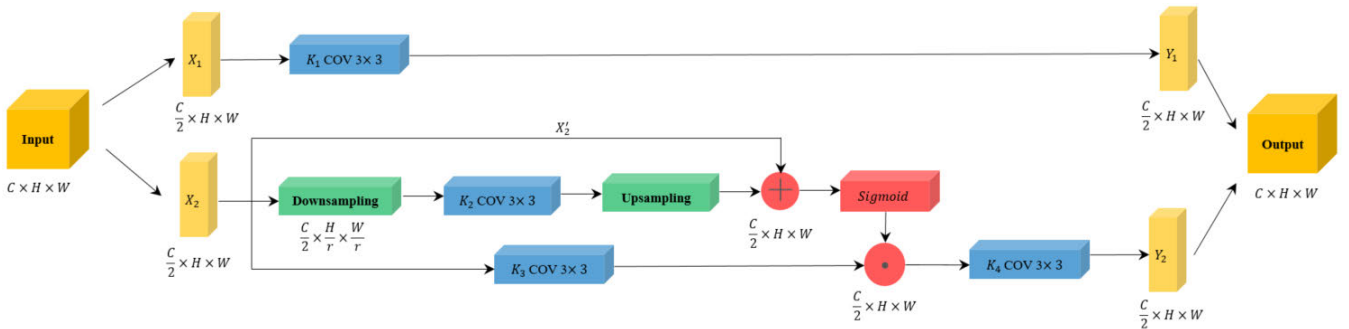 Input
C × H × W
X₁
C/2 × H × W
K₁ COV 3× 3
Y₁
C/2 × H × W
X₂
C/2 × H × W
X₂′
Downsampling
C/2 × H/r × W/r
K₂ COV 3× 3
Upsampling
+
C/2 × H × W
Sigmoid
K₃ COV 3× 3
C/2 × H × W
K₄ COV 3× 3
Y₂
C/2 × H × W
Output
C × H × W